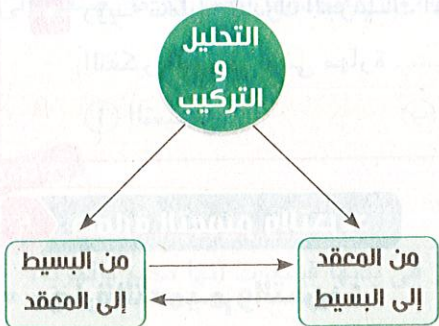 التحليل
و
التركيب
من المعقد
إلى البسيط
من البسيط
إلى المعقد